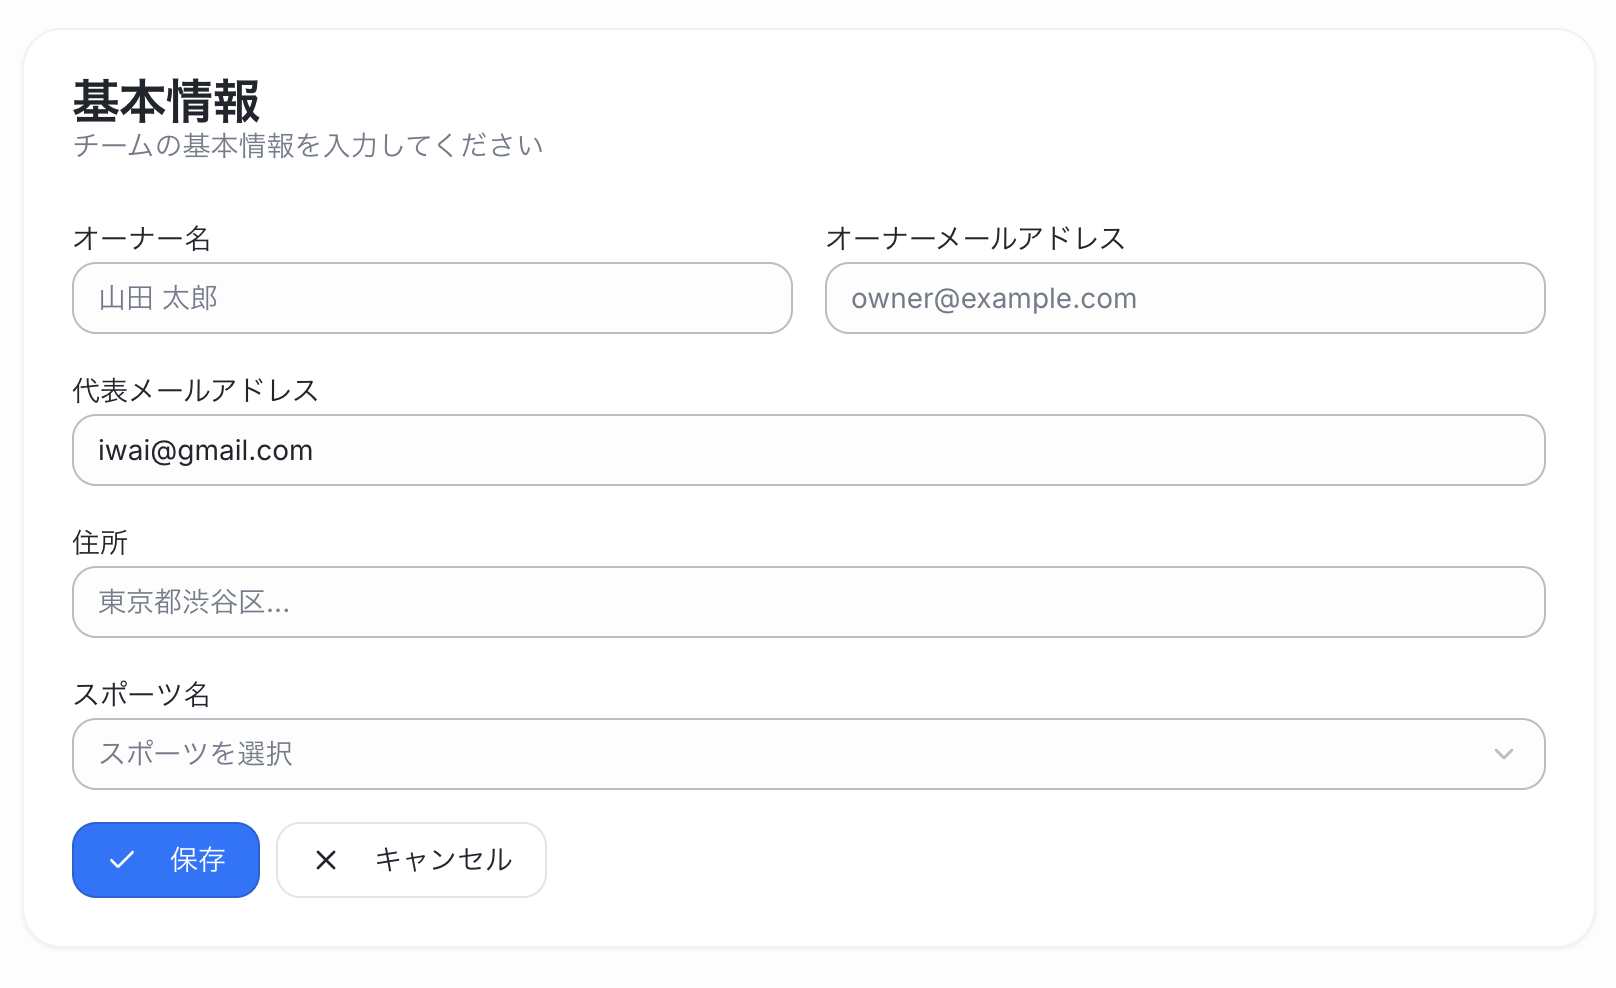 基本情報
チームの基本情報を入力してください
オーナー名
オーナーメールアドレス
山田 太郎
owner@example.com
代表メールアドレス
iwai@gmail.com
住所
東京都渋谷区...
スポーツ名
スポーツを選択
保存
キャンセル